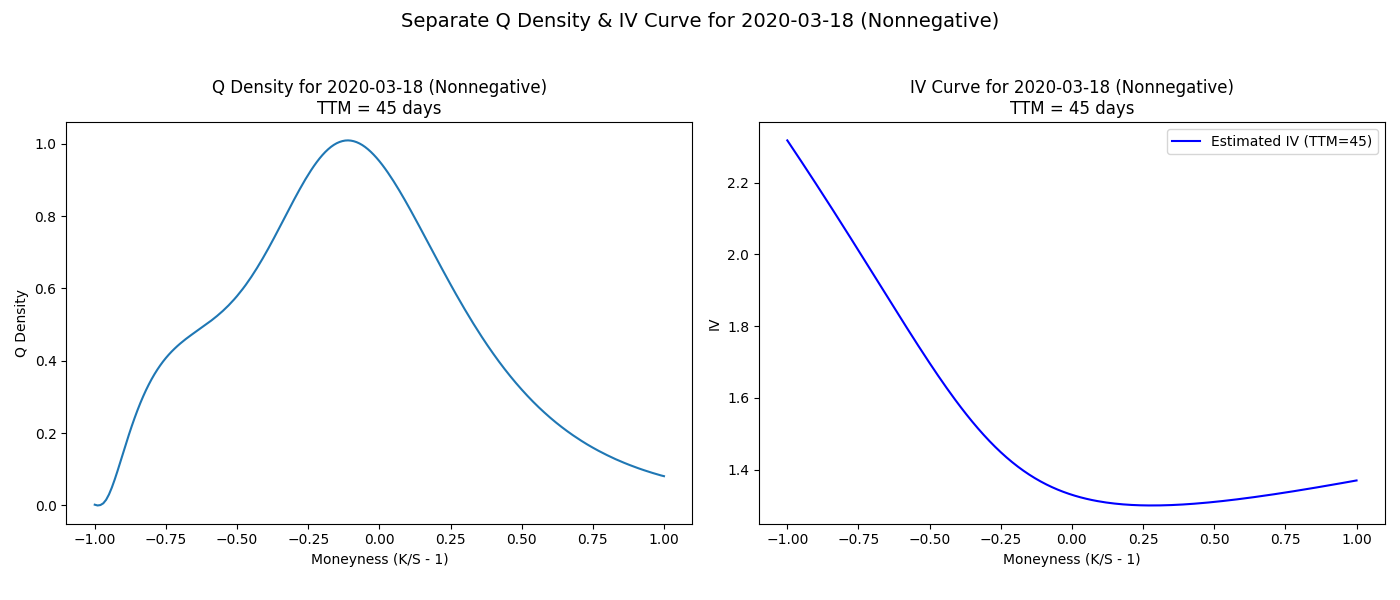 Separate Q Density & IV Curve for 2020-03-18 (Nonnegative)
Q Density for 2020-03-18 (Nonnegative)
TTM = 45 days
Q Density
1.0
0.8
0.6
0.4
0.2
0.0
−1.00 −0.75 −0.50 −0.25 0.00 0.25 0.50 0.75 1.00
Moneyness (K/S - 1)
IV Curve for 2020-03-18 (Nonnegative)
TTM = 45 days
Estimated IV (TTM=45)
IV
2.2
2.0
1.8
1.6
1.4
−1.00 −0.75 −0.50 −0.25 0.00 0.25 0.50 0.75 1.00
Moneyness (K/S - 1)